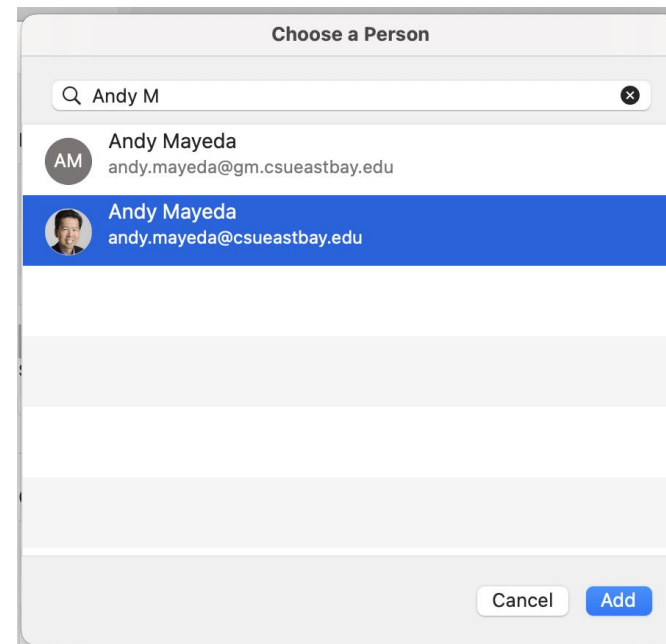 Choose a Person
Andy M
Andy Mayeda
AM
andy.mayeda@gm.csueastbay.edu
Andy Mayeda
andy.mayeda@csueastbay.edu
Cancel
Add